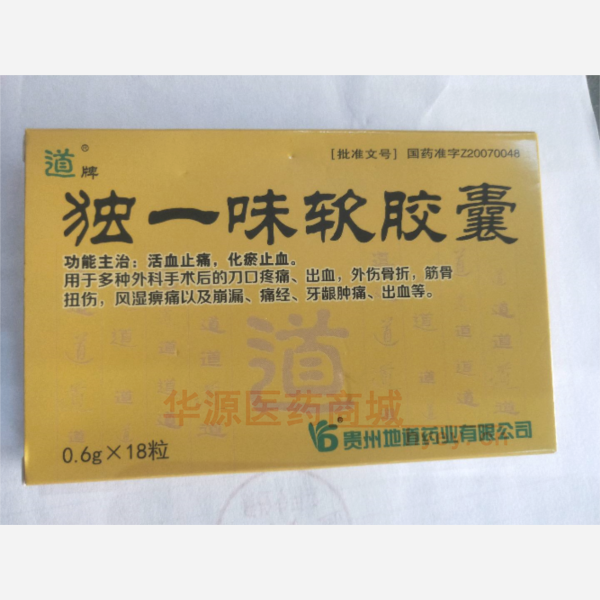 道®牌
[批准文号] 国药准字Z20070048
独一味软胶囊
功能主治：活血止痛，化瘀止血。
用于多种外科手术后的刀口疼痛、出血，外伤骨折，筋骨
扭伤，风湿痹痛以及崩漏、痛经、牙龈肿痛、出血等。
道
华源医药商城
®贵州地道药业有限公司
0.6g×18粒